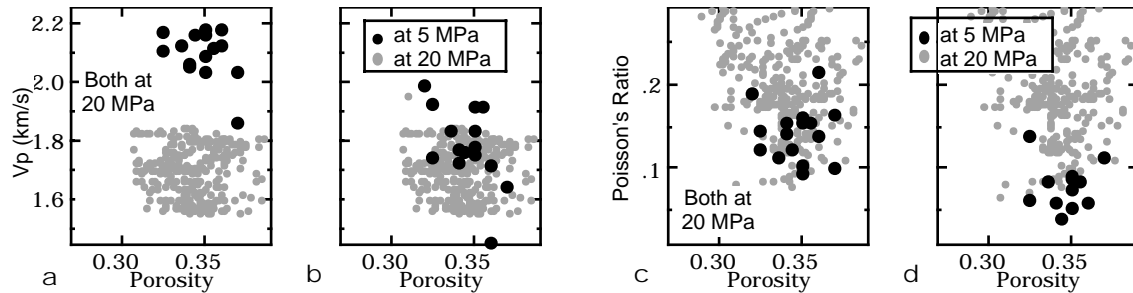 2.2
2.0
1.8
1.6
Vp (km/s)
Both at
20 MPa
0.30
0.35
Porosity
a
at 5 MPa
at 20 MPa
0.30
0.35
Porosity
b
.2
.1
Poisson's Ratio
Both at
20 MPa
0.30
0.35
Porosity
c
at 5 MPa
at 20 MPa
0.30
0.35
Porosity
d